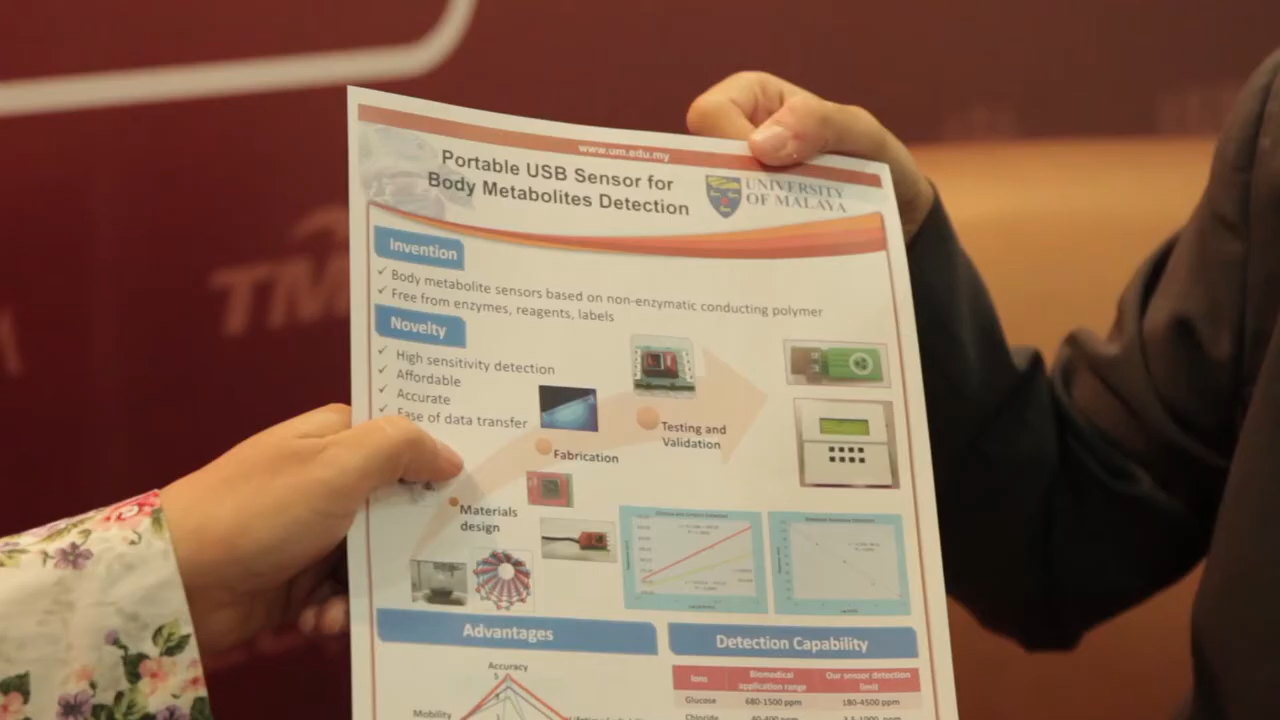 www.um.edu.my
Portable USB Sensor for
Body Metabolites Detection
UNIVERSITY
OF MALAYA
TM
Invention
✓ Body metabolite sensors based on non-enzymatic conducting polymer
✓ Free from enzymes, reagents, labels
Novelty
✓ High sensitivity detection
✓ Affordable
✓ Accurate
✓ Ease of data transfer
Testing and
Validation
Fabrication
Materials
design
Advantages
Detection Capability
Accuracy
5
Mobility
Ions Biomedical application range Our sensor detection limit
Glucose 680-1500 ppm 180-4500 ppm
Chloride